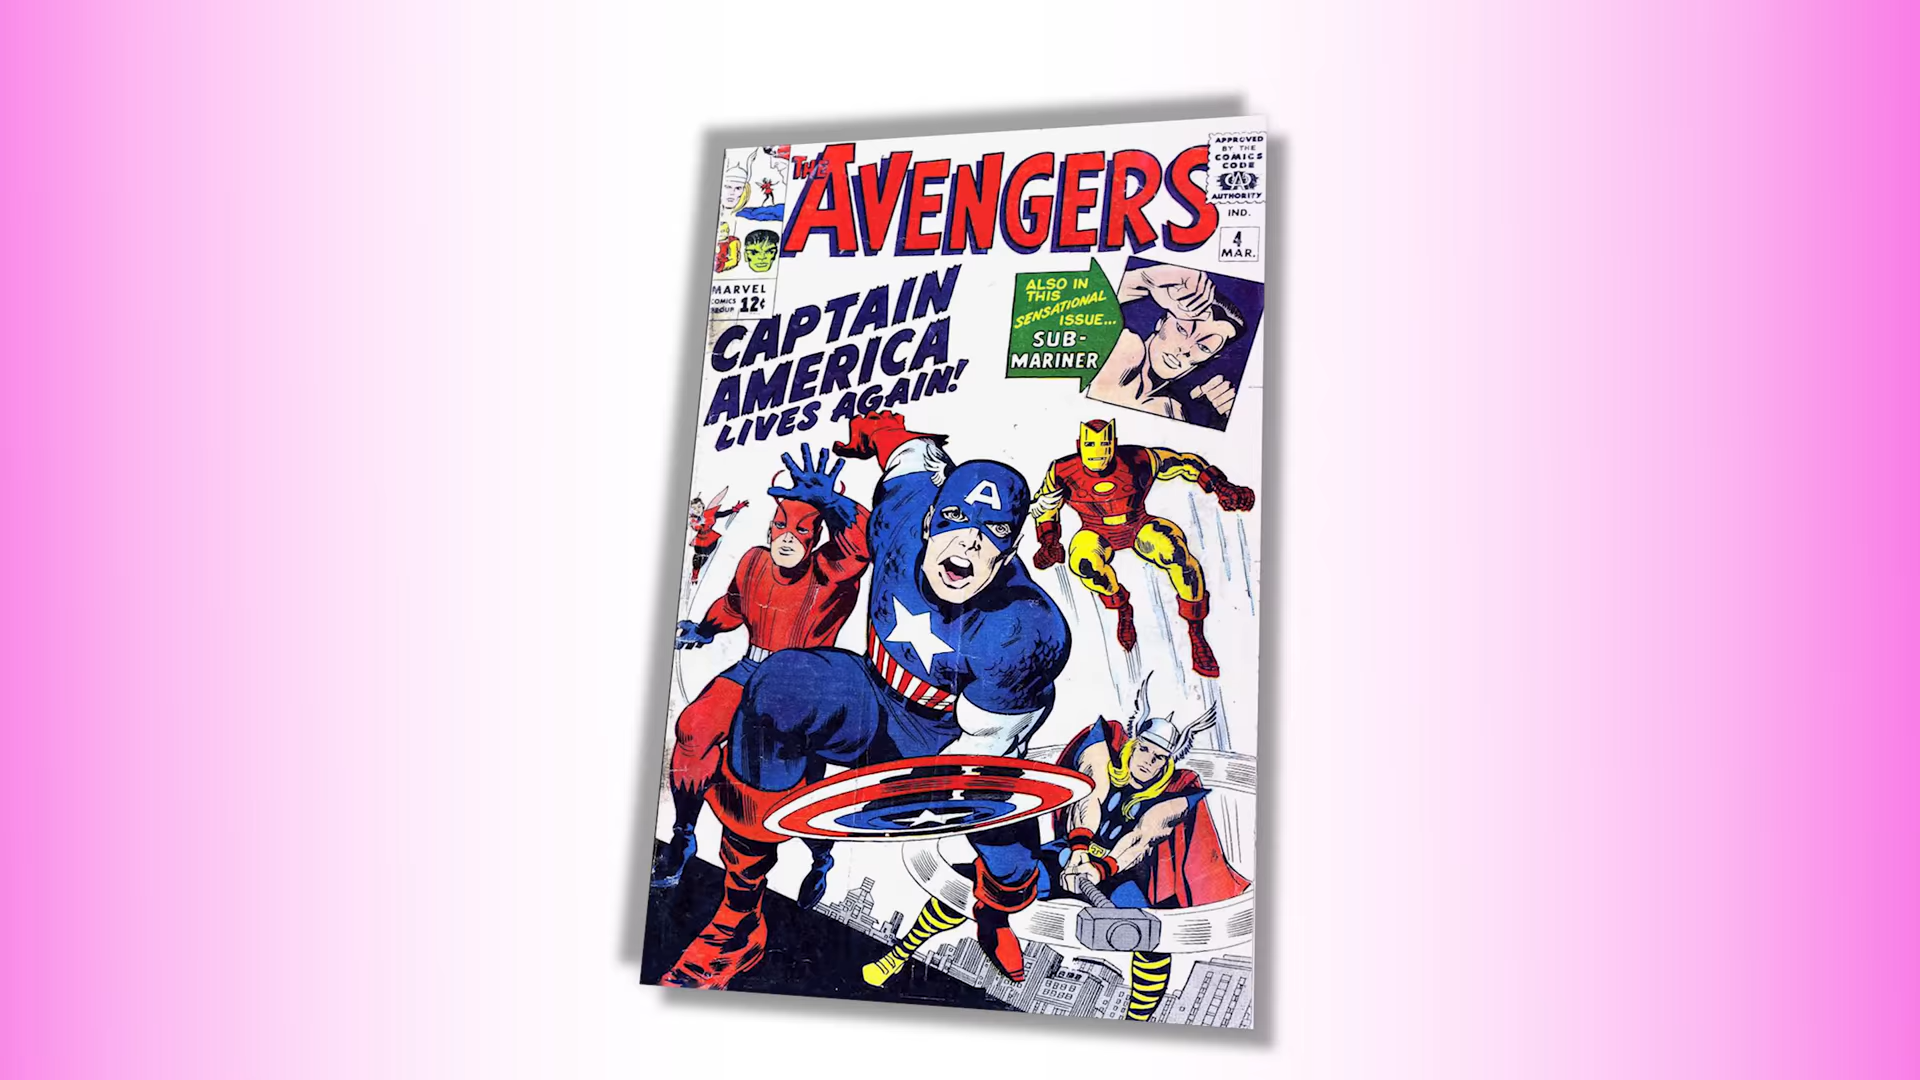 THE AVENGERS
APPROVED
BY THE
COMICS
CODE
CA
AUTHORITY
IND.
4
MAR.
MARVEL
COMICS
GROUP 12¢
CAPTAIN
AMERICA
LIVES AGAIN!
ALSO IN
THIS
SENSATIONAL
ISSUE...
SUB-
MARINER
A
T